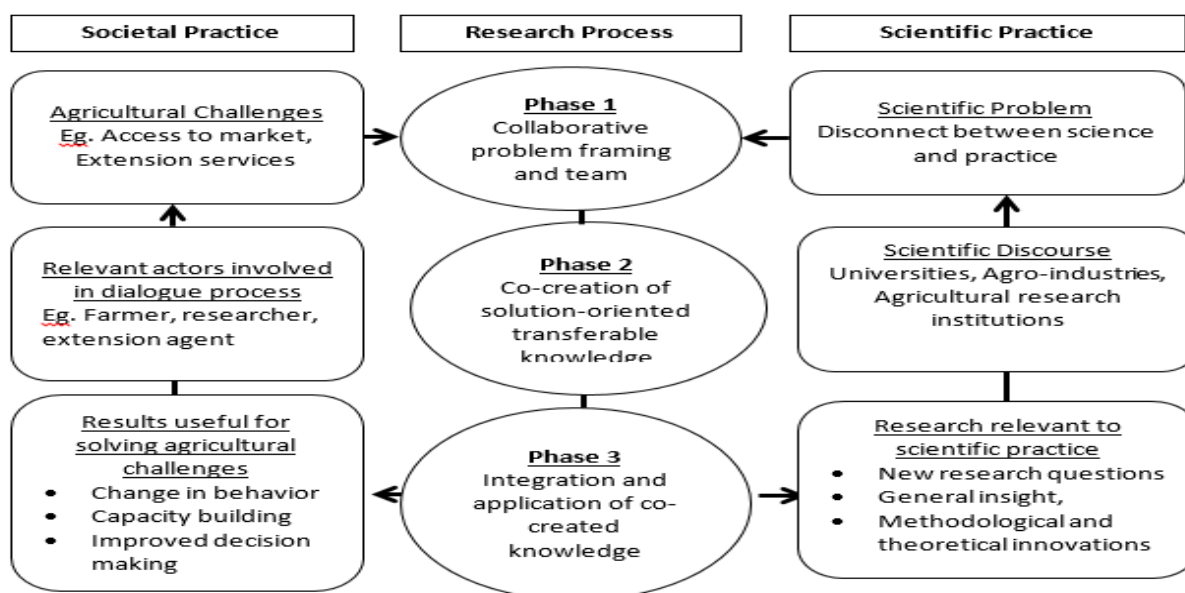 Societal Practice
Research Process
Scientific Practice
Agricultural Challenges
Eg. Access to market,
Extension services
Phase 1
Collaborative
problem framing
and team
Scientific Problem
Disconnect between science
and practice
Relevant actors involved
in dialogue process
Eg. Farmer, researcher,
extension agent
Phase 2
Co-creation of
solution-oriented
transferable
knowledge
Scientific Discourse
Universities, Agro-industries,
Agricultural research
institutions
Results useful for
solving agricultural
challenges
• Change in behavior
• Capacity building
• Improved decision
making
Phase 3
Integration and
application of co-
created
knowledge
Research relevant to
scientific practice
• New research questions
• General insight,
• Methodological and
theoretical innovations